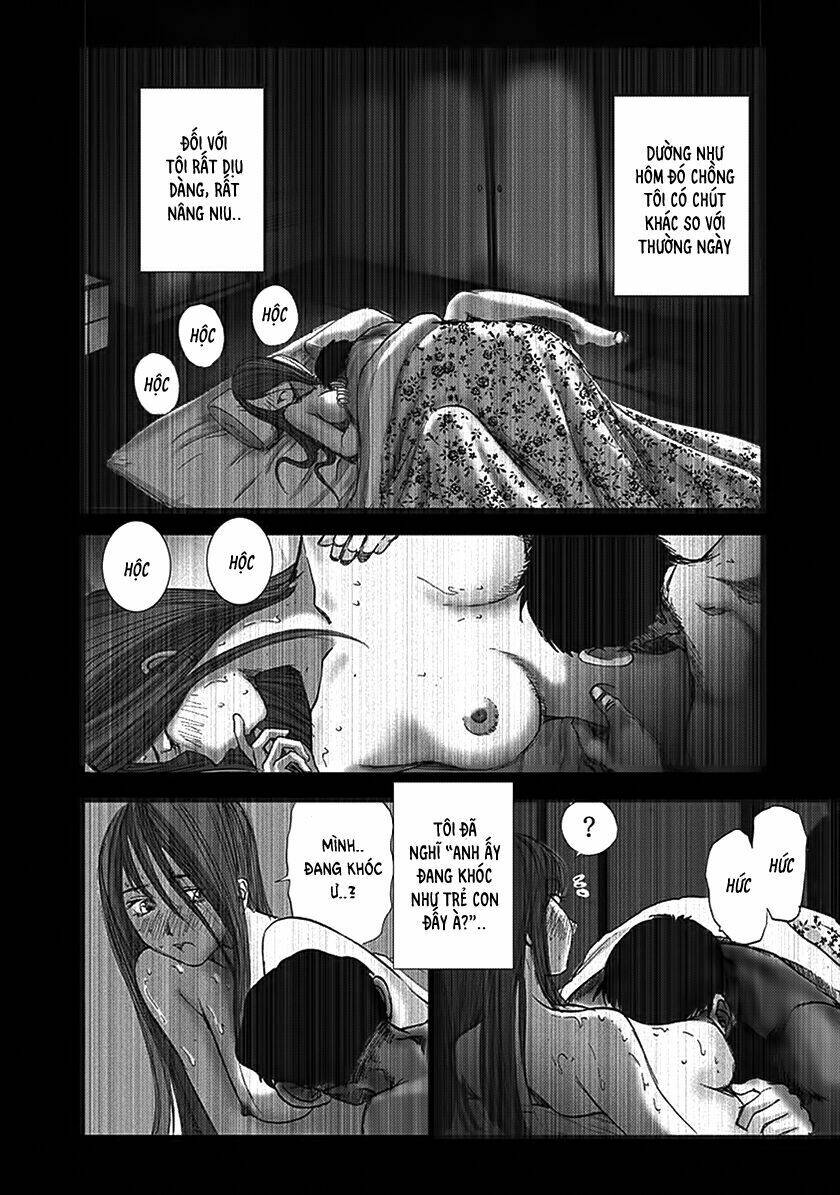 DƯỜNG NHƯ
HÔM ĐÓ CHỒNG
TÔI CÓ CHÚT
KHÁC SO VỚI
THƯỜNG NGÀY
ĐỐI VỚI
TÔI RẤT DỊU
DÀNG, RẤT
NÂNG NIU..
HỘC
HỘC
HỘC
HỘC
HỘC
HỨC
HỨC
?
TÔI ĐÃ
NGHĨ "ANH ẤY
ĐANG KHÓC
NHƯ TRẺ CON
ĐẤY À?"..
MÌNH..
ĐANG KHÓC
Ư..?